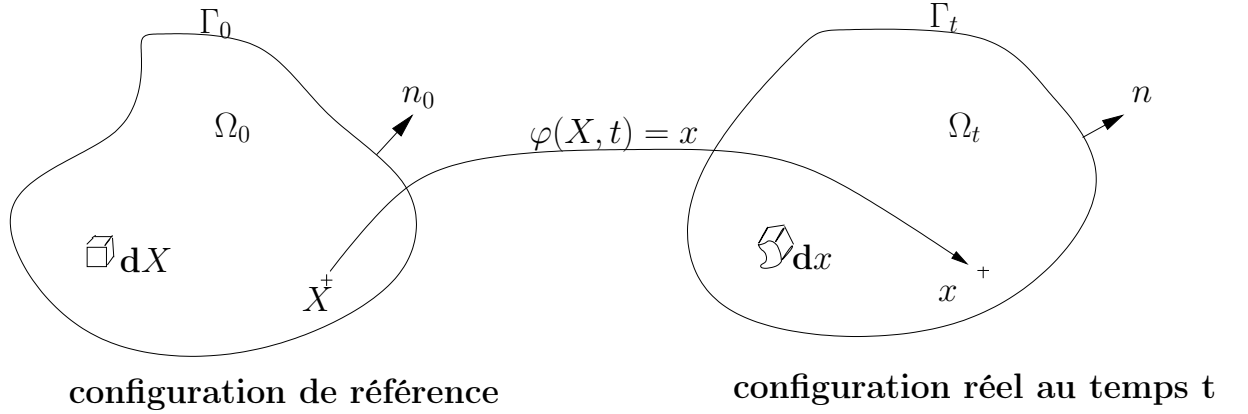 Γ₀
Γₜ
n₀
n
Ω₀
φ(X, t) = x
Ωₜ
dX
dx
X
x
configuration de référence
configuration réel au temps t